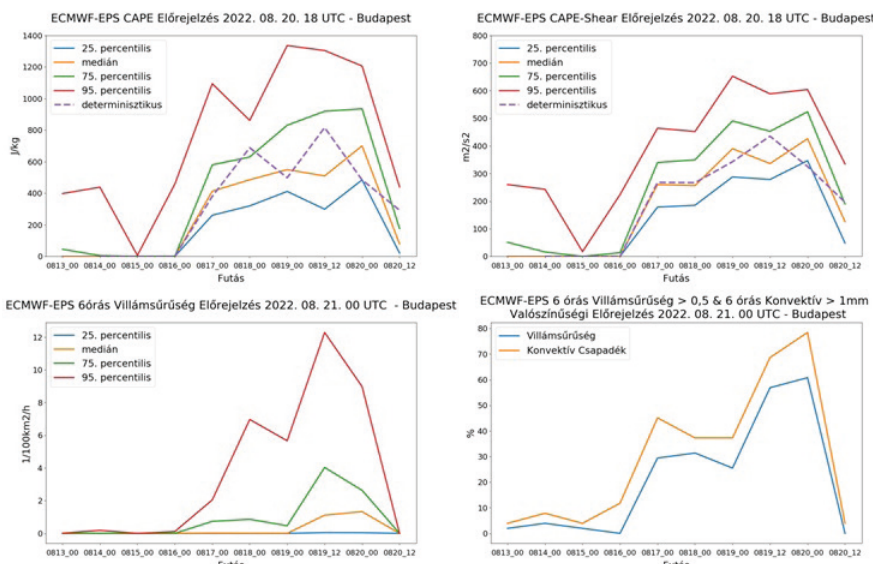 ECMWF-EPS CAPE Előrejelzés 2022. 08. 20. 18 UTC - Budapest
1400
1200
1000
800
600
400
200
0
J/kg
25. percentilis
medián
75. percentilis
95. percentilis
determinisztikus
0813_00 0814_00 0815_00 0816_00 0817_00 0818_00 0819_00 0819_12 0820_00 0820_12
Futás
ECMWF-EPS CAPE-Shear Előrejelzés 2022. 08. 20. 18 UTC - Budapest
800
700
600
500
400
300
200
100
0
m2/s2
25. percentilis
medián
75. percentilis
95. percentilis
determinisztikus
0813_00 0814_00 0815_00 0816_00 0817_00 0818_00 0819_00 0819_12 0820_00 0820_12
Futás
ECMWF-EPS 6órás Villámsűrűség Előrejelzés 2022. 08. 21. 00 UTC - Budapest
12
10
8
6
4
2
0
1/100km2/h
25. percentilis
medián
75. percentilis
95. percentilis
0813_00 0814_00 0815_00 0816_00 0817_00 0818_00 0819_00 0819_12 0820_00 0820_12
Futás
ECMWF-EPS 6 órás Villámsűrűség > 0,5 & 6 órás Konvektív > 1mm
Valószínűségi Előrejelzés 2022. 08. 21. 00 UTC - Budapest
80
70
60
50
40
30
20
10
0
%
Villámsűrűség
Konvektív Csapadék
0813_00 0814_00 0815_00 0816_00 0817_00 0818_00 0819_00 0819_12 0820_00 0820_12
Futás